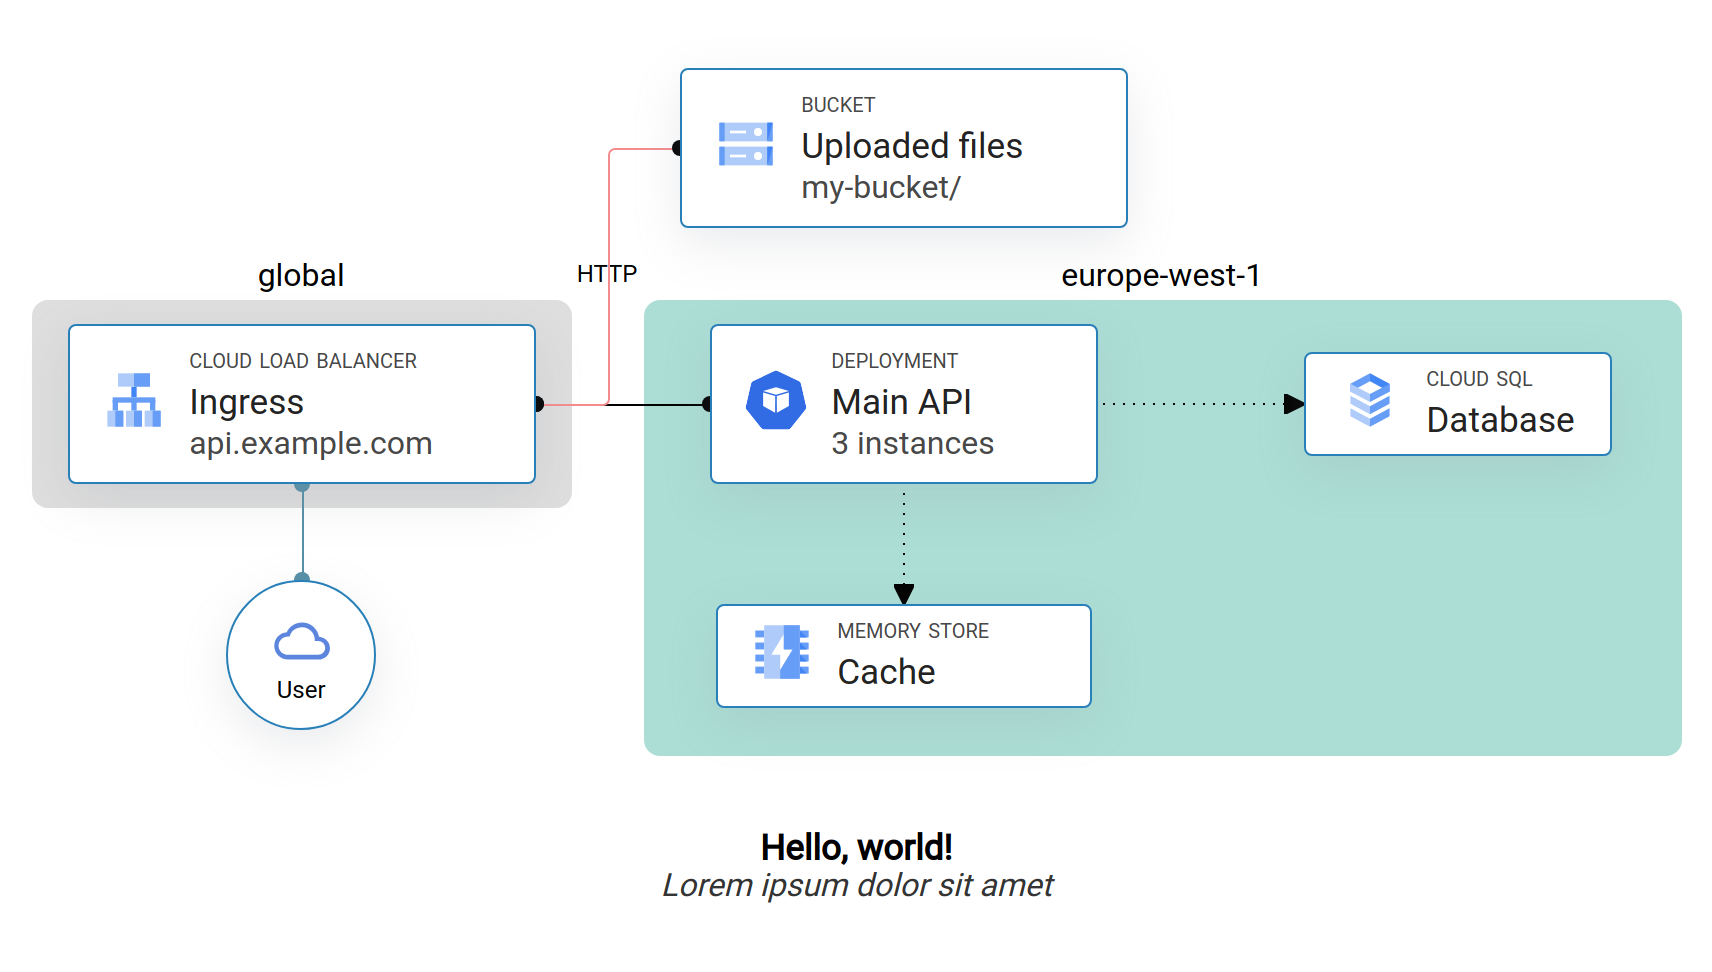 BUCKET
Uploaded files
my-bucket/
global
HTTP
europe-west-1
CLOUD LOAD BALANCER
Ingress
api.example.com
DEPLOYMENT
Main API
3 instances
CLOUD SQL
Database
MEMORY STORE
Cache
User
Hello, world!
Lorem ipsum dolor sit amet